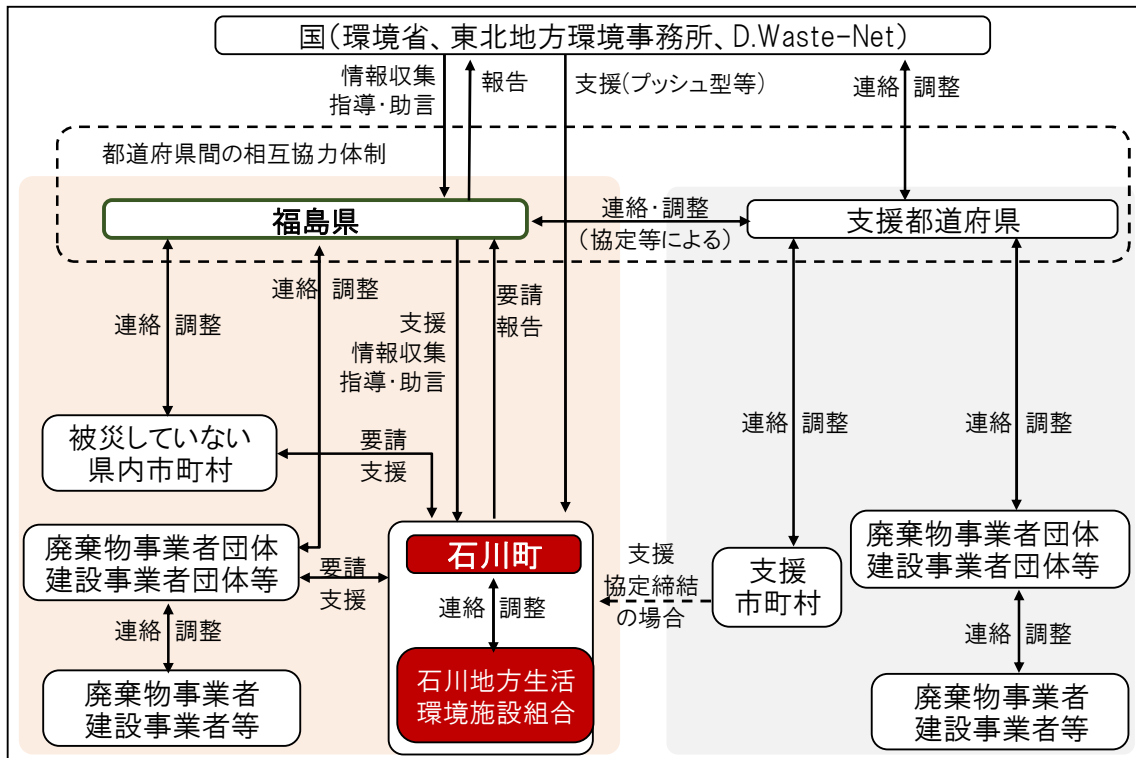 国（環境省、東北地方環境事務所、D.Waste-Net）
情報収集
指導・助言
報告
支援（プッシュ型等）
連絡 調整
都道府県間の相互協力体制
福島県
連絡・調整
（協定等による）
支援都道府県
連絡 調整
連絡 調整
支援
情報収集
指導・助言
要請
報告
被災していない
県内市町村
要請
支援
連絡 調整
連絡 調整
廃棄物事業者団体
建設事業者団体等
要請
支援
石川町
連絡 調整
石川地方生活
環境施設組合
支援
協定締結
の場合
支援
市町村
廃棄物事業者団体
建設事業者団体等
連絡 調整
廃棄物事業者
建設事業者等
連絡 調整
廃棄物事業者
建設事業者等